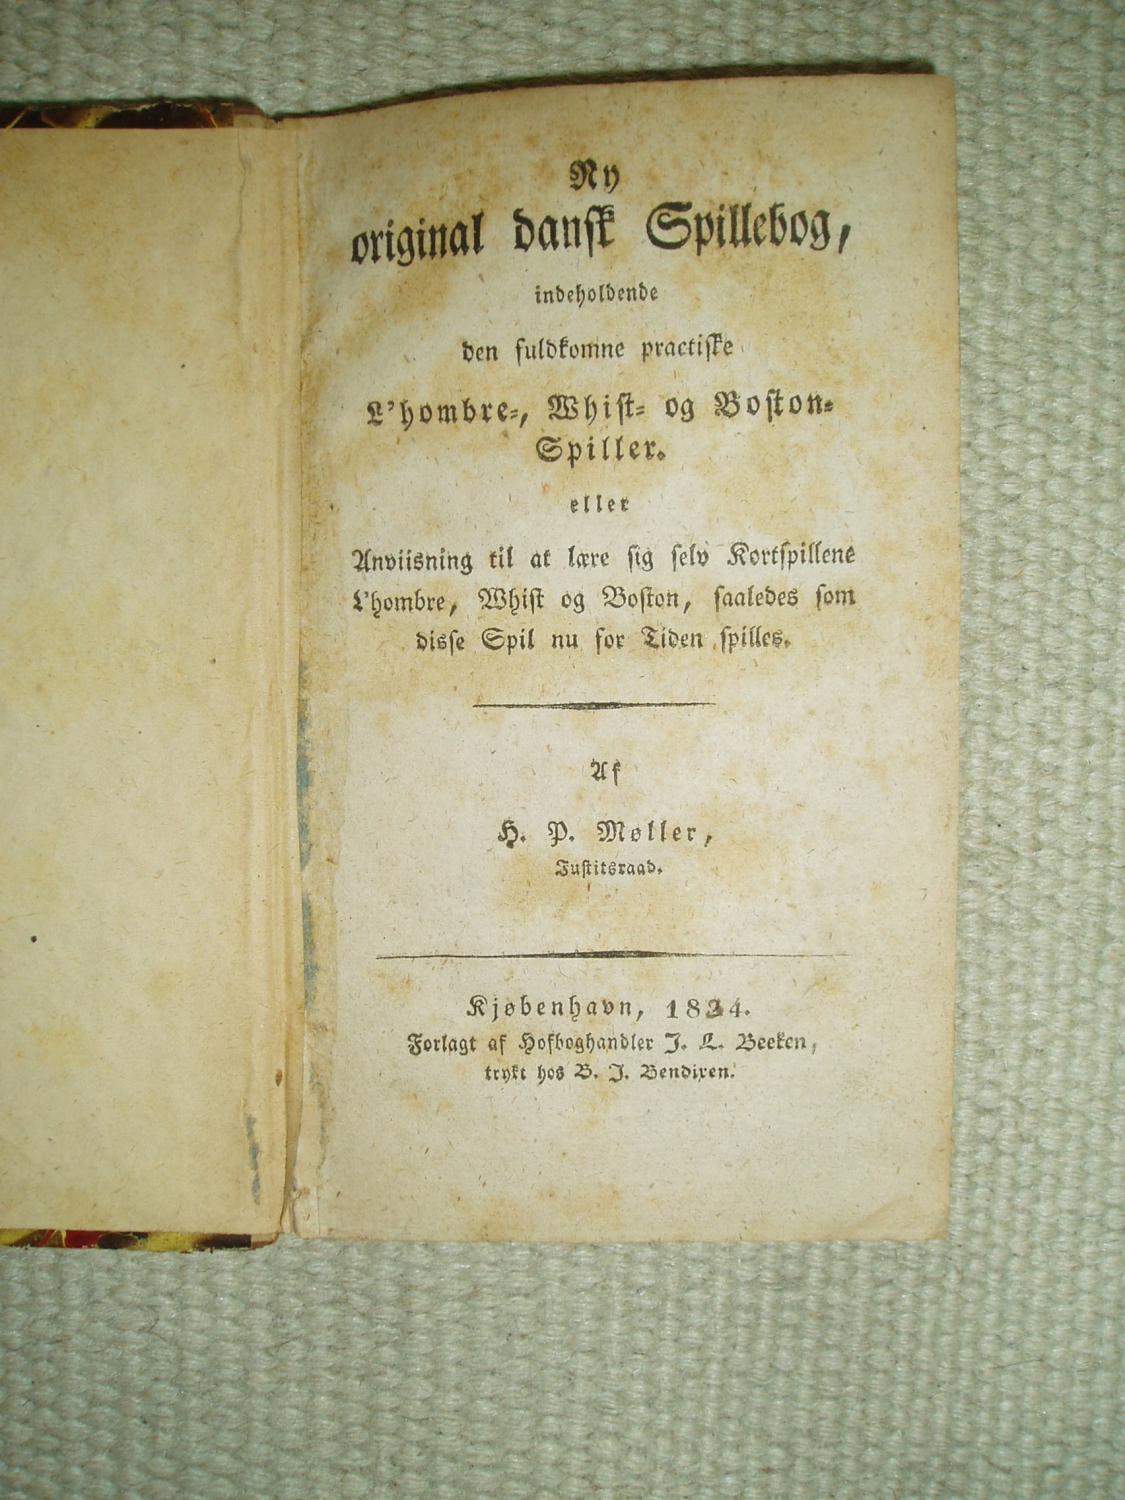 Ny
original dansk Spillebog,
indeholdende
den fuldkomne practiske
L'hombre-, Whist- og Boston-
Spiller.
eller
Anviisning til at lære sig selv Kortspillene
L'hombre, Whist og Boston, saaledes som
disse Spil nu for Tiden spilles.
Af
H. P. Møller,
Justitsraad.
Kjøbenhavn, 1834.
Forlagt af Hofboghandler J. L. Beeken,
trykt hos B. J. Bendixen.